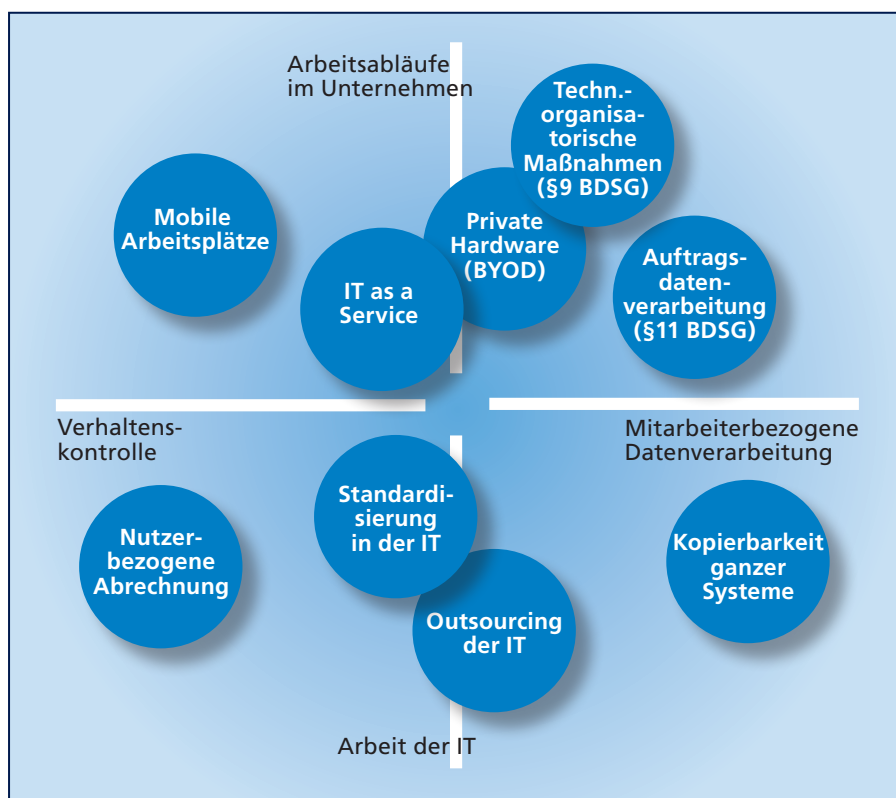 Arbeitsabläufe
im Unternehmen
Techn.-
organisa-
torische
Maßnahmen
(§9 BDSG)
Mobile
Arbeitsplätze
Private
Hardware
(BYOD)
IT as a
Service
Auftrags-
daten-
verarbeitung
(§11 BDSG)
Verhaltens-
kontrolle
Mitarbeiterbezogene
Datenverarbeitung
Standardi-
sierung
in der IT
Nutzer-
bezogene
Abrechnung
Kopierbarkeit
ganzer
Systeme
Outsourcing
der IT
Arbeit der IT